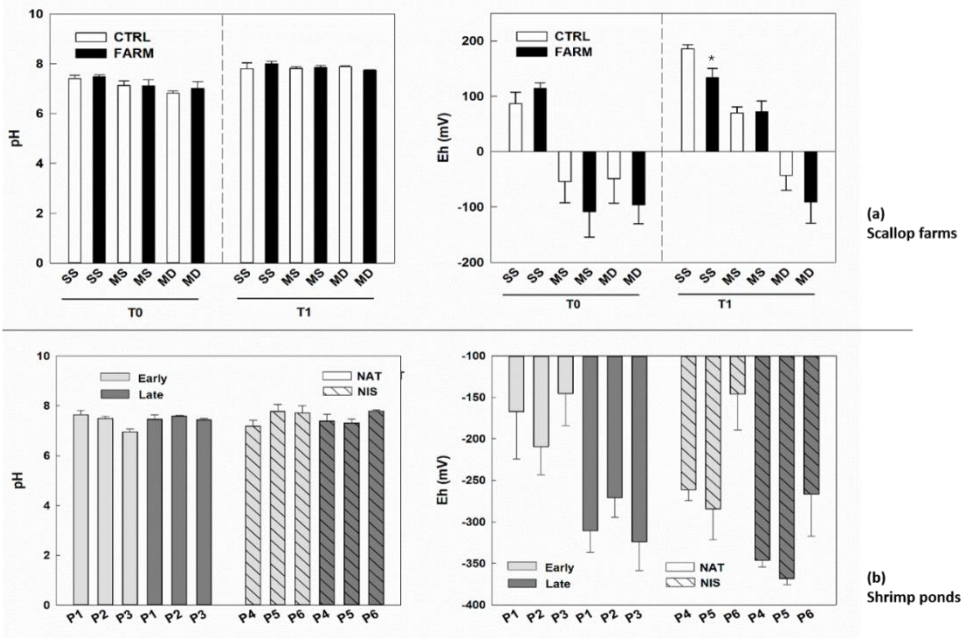 10
8
6
4
2
0
pH
CTRL
FARM
SS SS MS MS MD MD SS SS MS MS MD MD
T0 T1
200
100
0
-100
-200
Eh (mV)
CTRL
FARM
*
SS SS MS MS MD MD SS SS MS MS MD MD
T0 T1
(a)
Scallop farms
10
8
6
4
2
0
pH
Early
Late
NAT
NIS
P1 P2 P3 P1 P2 P3 P4 P5 P6 P4 P5 P6
-100
-150
-200
-250
-300
-350
-400
Eh (mV)
Early
Late
NAT
NIS
P1 P2 P3 P1 P2 P3 P4 P5 P6 P4 P5 P6
(b)
Shrimp ponds